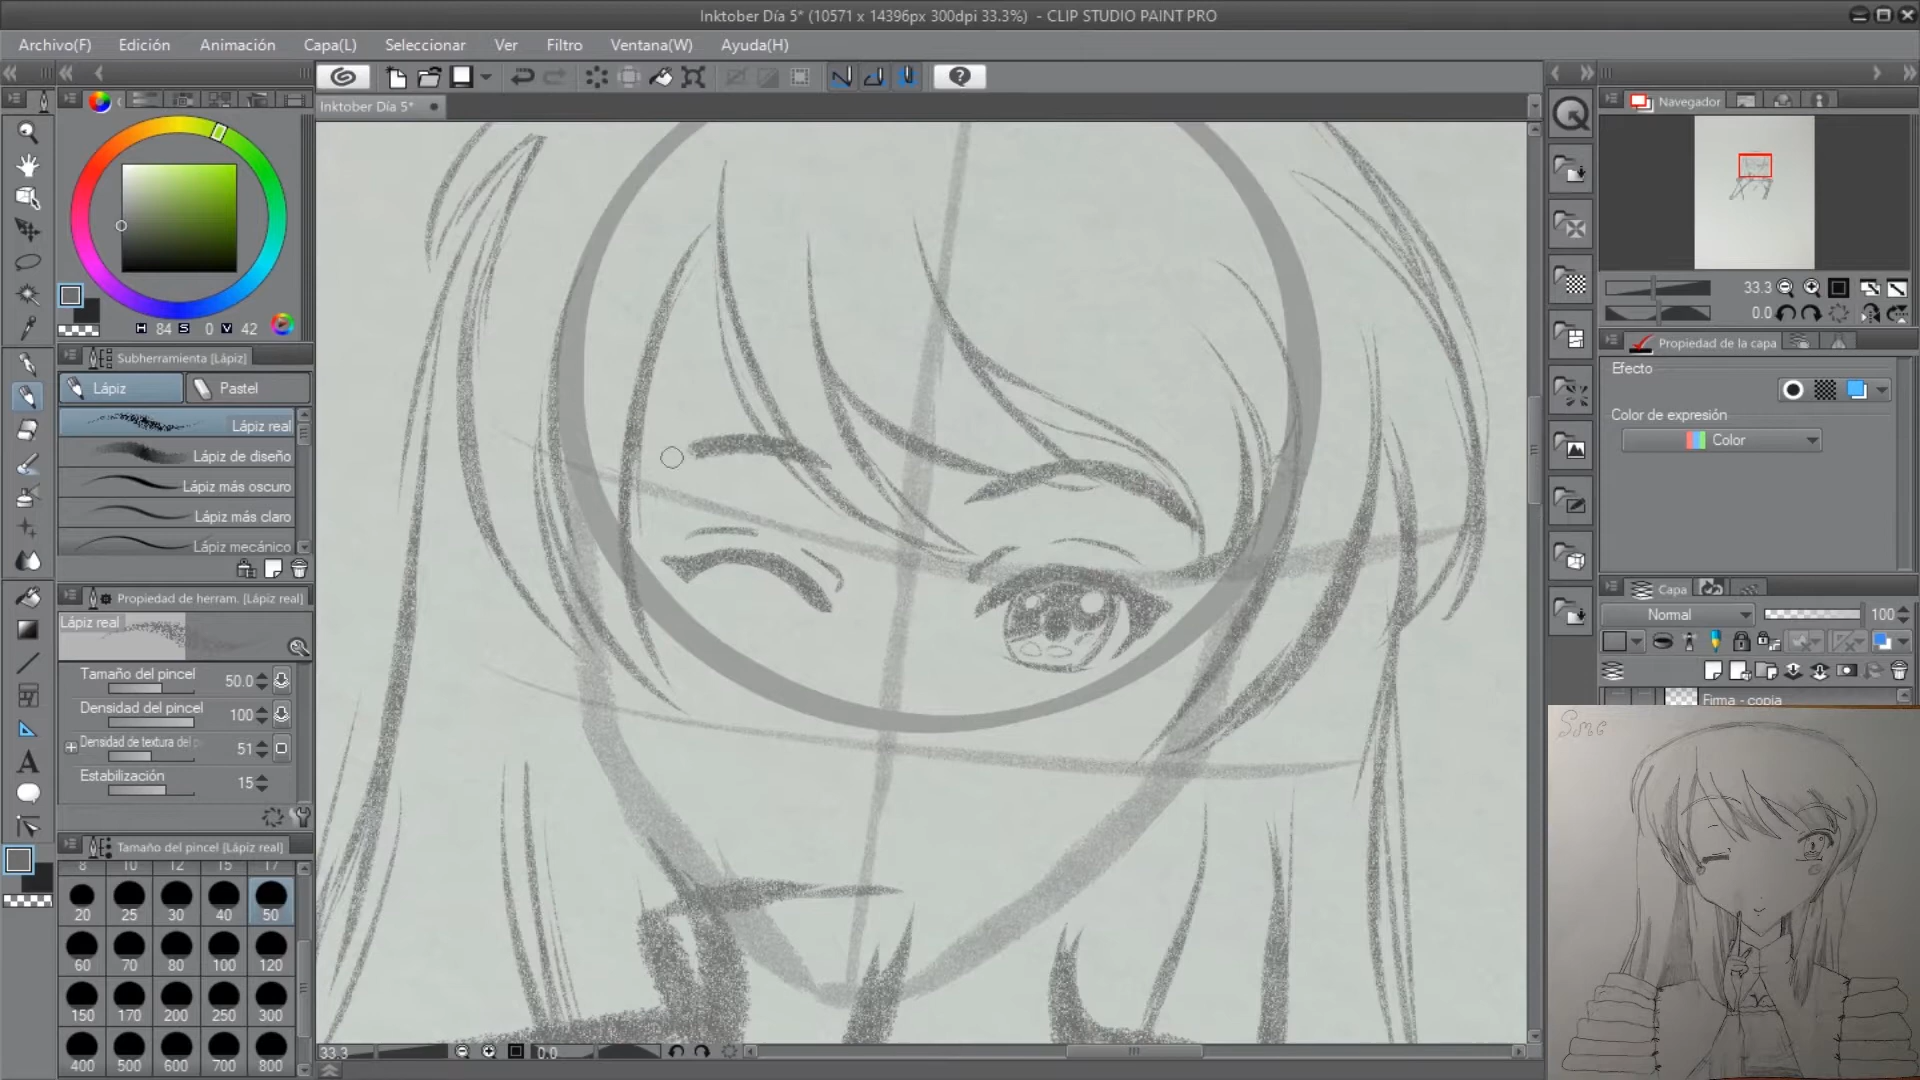 Inktober Día 5* (10571 x 14396px 300dpi 33.3%) - CLIP STUDIO PAINT PRO
Archivo(F) Edición Animación Capa(L) Seleccionar Ver Filtro Ventana(W) Ayuda(H)
Inktober Día 5*
Navegador
33.3
0.0
H 84 S 0 V 42
Subherramienta [Lápiz]
Lápiz Pastel
Lápiz real
Lápiz de diseño
Lápiz más oscuro
Lápiz más claro
Lápiz mecánico
Propiedad de herram. [Lápiz real]
Lápiz real
Tamaño del pincel 50.0
Densidad del pincel 100
Densidad de textura del 51
Estabilización 15
Tamaño del pincel [Lápiz real]
8 10 12 15 17
20 25 30 40 50
60 70 80 100 120
150 170 200 250 300
400 500 600 700 800
33.3 0.0
Propiedad de la capa
Efecto
Color de expresión
Color
Capa
Normal 100
Firma - copia